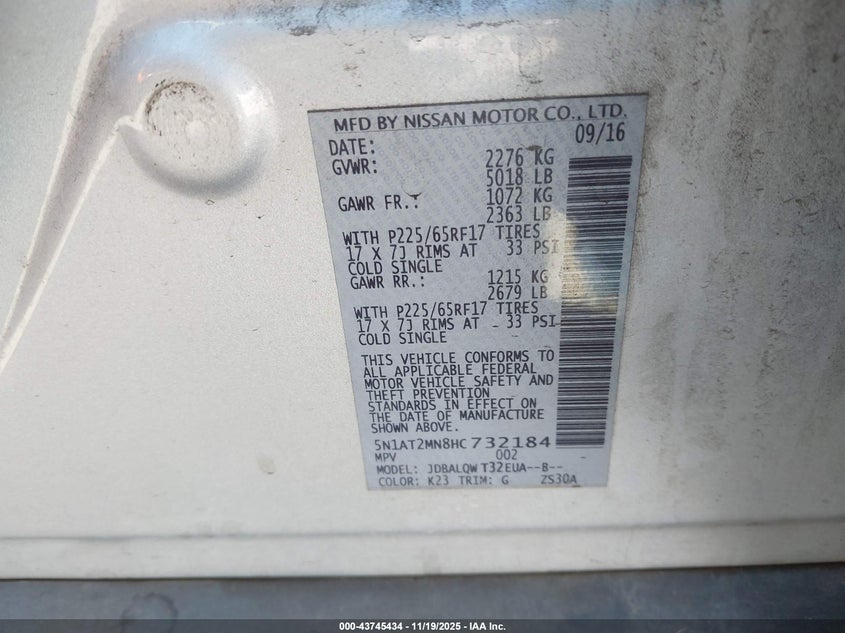 MFD BY NISSAN MOTOR CO., LTD.
DATE: 09/16
GVWR: 2276 KG
5018 LB
GAWR FR.: 1072 KG
2363 LB
WITH P225/65RF17 TIRES
17 X 7J RIMS AT 33 PSI
COLD SINGLE
GAWR RR.: 1215 KG
2679 LB
WITH P225/65RF17 TIRES
17 X 7J RIMS AT 33 PSI
COLD SINGLE
THIS VEHICLE CONFORMS TO
ALL APPLICABLE FEDERAL
MOTOR VEHICLE SAFETY AND
THEFT PREVENTION
STANDARDS IN EFFECT ON
THE DATE OF MANUFACTURE
SHOWN ABOVE.
5N1AT2MN8HC732184
MPV 002
MODEL: JDBALQW T32EUA--B--
COLOR: K23 TRIM: G ZS30A
000-43745434 - 11/19/2025 - IAA Inc.